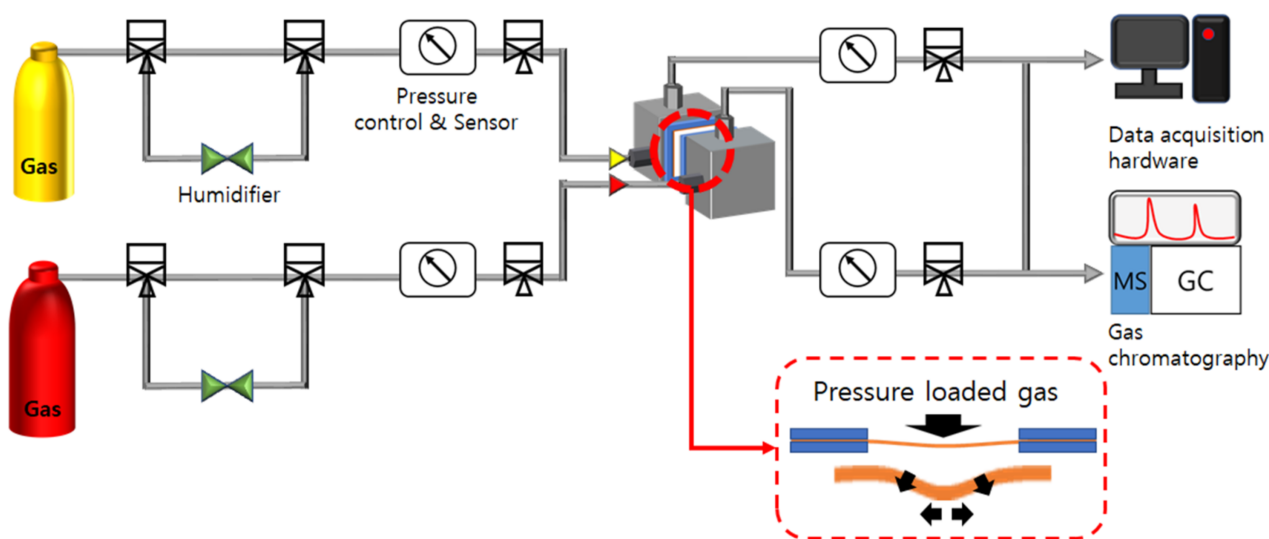 Gas
Pressure
control & Sensor
Humidifier
Gas
Data acquisition
hardware
MS
GC
Gas
chromatography
Pressure loaded gas